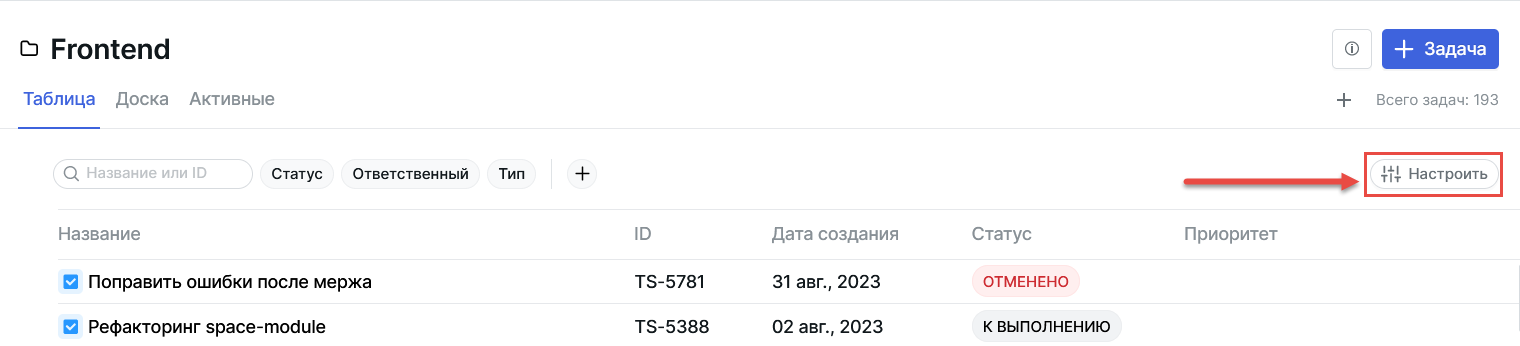 Frontend
Задача
Таблица Доска Активные
Всего задач: 193
Название или ID Статус Ответственный Тип
Настроить
Название ID Дата создания Статус Приоритет
Поправить ошибки после мержа TS-5781 31 авг., 2023 ОТМЕНЕНО
Рефакторинг space-module TS-5388 02 авг., 2023 К ВЫПОЛНЕНИЮ